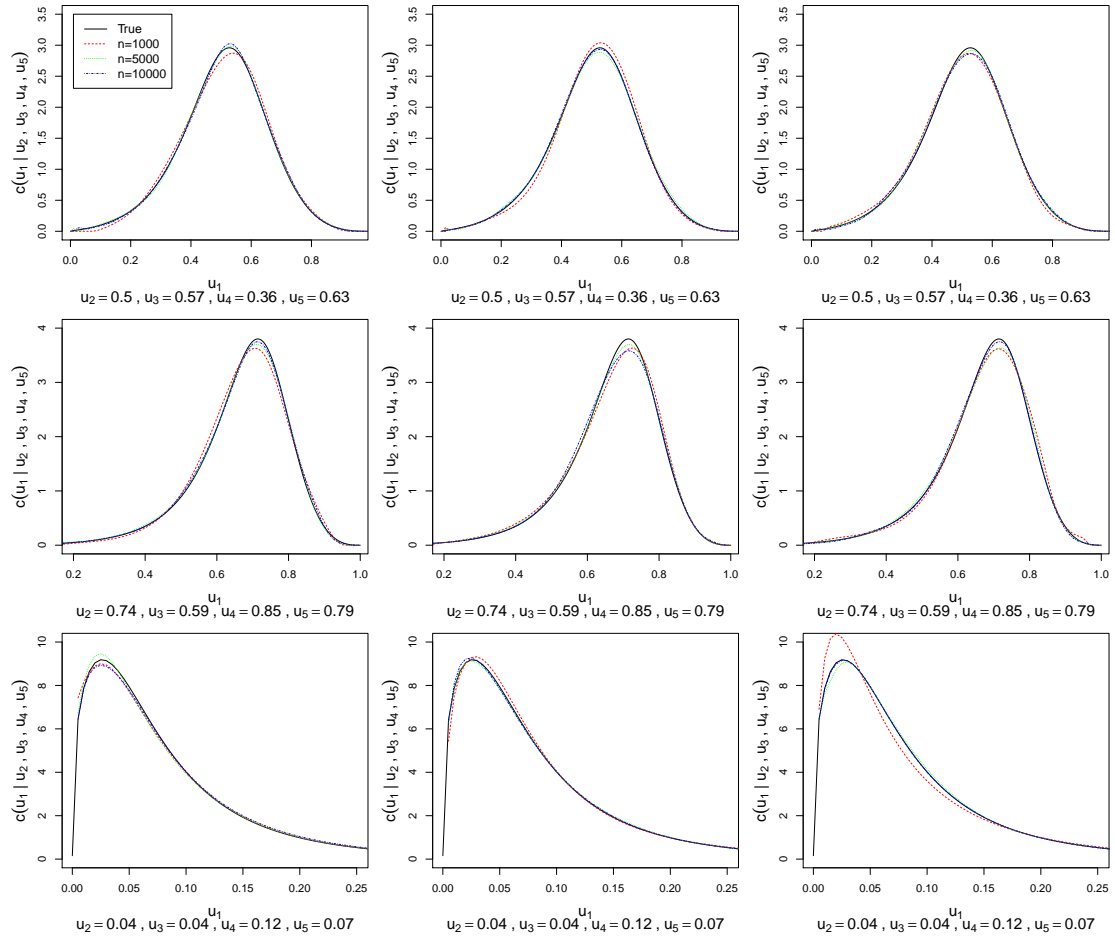 True
n=1000
n=5000
n=10000
c(u₁ | u₂ , u₃ , u₄ , u₅)
0.0 0.5 1.0 1.5 2.0 2.5 3.0 3.5
0.0 0.2 0.4 0.6 0.8
u₁
u₂ = 0.5 , u₃ = 0.57 , u₄ = 0.36 , u₅ = 0.63
c(u₁ | u₂ , u₃ , u₄ , u₅)
0.0 0.5 1.0 1.5 2.0 2.5 3.0 3.5
0.0 0.2 0.4 0.6 0.8
u₁
u₂ = 0.5 , u₃ = 0.57 , u₄ = 0.36 , u₅ = 0.63
c(u₁ | u₂ , u₃ , u₄ , u₅)
0.0 0.5 1.0 1.5 2.0 2.5 3.0 3.5
0.0 0.2 0.4 0.6 0.8
u₁
u₂ = 0.5 , u₃ = 0.57 , u₄ = 0.36 , u₅ = 0.63
c(u₁ | u₂ , u₃ , u₄ , u₅)
0 1 2 3 4
0.2 0.4 0.6 0.8 1.0
u₁
u₂ = 0.74 , u₃ = 0.59 , u₄ = 0.85 , u₅ = 0.79
c(u₁ | u₂ , u₃ , u₄ , u₅)
0 1 2 3 4
0.2 0.4 0.6 0.8 1.0
u₁
u₂ = 0.74 , u₃ = 0.59 , u₄ = 0.85 , u₅ = 0.79
c(u₁ | u₂ , u₃ , u₄ , u₅)
0 1 2 3 4
0.2 0.4 0.6 0.8 1.0
u₁
u₂ = 0.74 , u₃ = 0.59 , u₄ = 0.85 , u₅ = 0.79
c(u₁ | u₂ , u₃ , u₄ , u₅)
0 2 4 6 8 10
0.00 0.05 0.10 0.15 0.20 0.25
u₁
u₂ = 0.04 , u₃ = 0.04 , u₄ = 0.12 , u₅ = 0.07
c(u₁ | u₂ , u₃ , u₄ , u₅)
0 2 4 6 8 10
0.00 0.05 0.10 0.15 0.20 0.25
u₁
u₂ = 0.04 , u₃ = 0.04 , u₄ = 0.12 , u₅ = 0.07
c(u₁ | u₂ , u₃ , u₄ , u₅)
0 2 4 6 8 10
0.00 0.05 0.10 0.15 0.20 0.25
u₁
u₂ = 0.04 , u₃ = 0.04 , u₄ = 0.12 , u₅ = 0.07